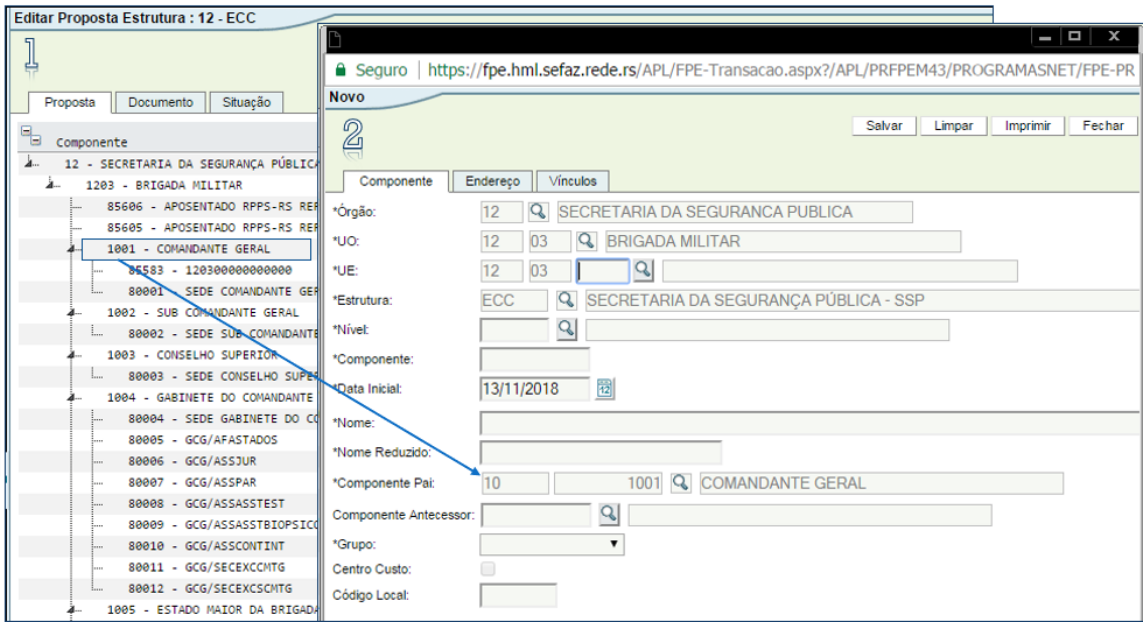 Editar Proposta Estrutura : 12 - ECC
1
Proposta Documento Situação
Componente
12 - SECRETARIA DA SEGURANÇA PÚBLICA
1203 - BRIGADA MILITAR
85606 - APOSENTADO RPPS-RS REF
85605 - APOSENTADO RPPS-RS REF
1001 - COMANDANTE GERAL
85583 - 120300000000000
80001 - SEDE COMANDANTE GER
1002 - SUB COMANDANTE GERAL
80002 - SEDE SUB COMANDANTE
1003 - CONSELHO SUPERIOR
80003 - SEDE CONSELHO SUPE
1004 - GABINETE DO COMANDANTE
80004 - SEDE GABINETE DO CO
80005 - GCG/AFASTADOS
80006 - GCG/ASSJUR
80007 - GCG/ASSPAR
80008 - GCG/ASSASSTEST
80009 - GCG/ASSASSTBIOPSICO
80010 - GCG/ASSCONTINT
80011 - GCG/SECEXCCMTG
80012 - GCG/SECEXCSCMTG
1005 - ESTADO MAIOR DA BRIGADA
Seguro | https://fpe.hml.sefaz.rede.rs/APL/FPE-Transacao.aspx?/APL/PRFPEM43/PROGRAMASNET/FPE-PR
Novo
2
Salvar Limpar Imprimir Fechar
Componente Endereço Vínculos
*Órgão: 12 SECRETARIA DA SEGURANCA PUBLICA
*UO: 12 03 BRIGADA MILITAR
*UE: 12 03
*Estrutura: ECC SECRETARIA DA SEGURANÇA PÚBLICA - SSP
*Nível:
*Componente:
*Data Inicial: 13/11/2018
*Nome:
*Nome Reduzido:
*Componente Pai: 10 1001 COMANDANTE GERAL
Componente Antecessor:
*Grupo:
Centro Custo:
Código Local: